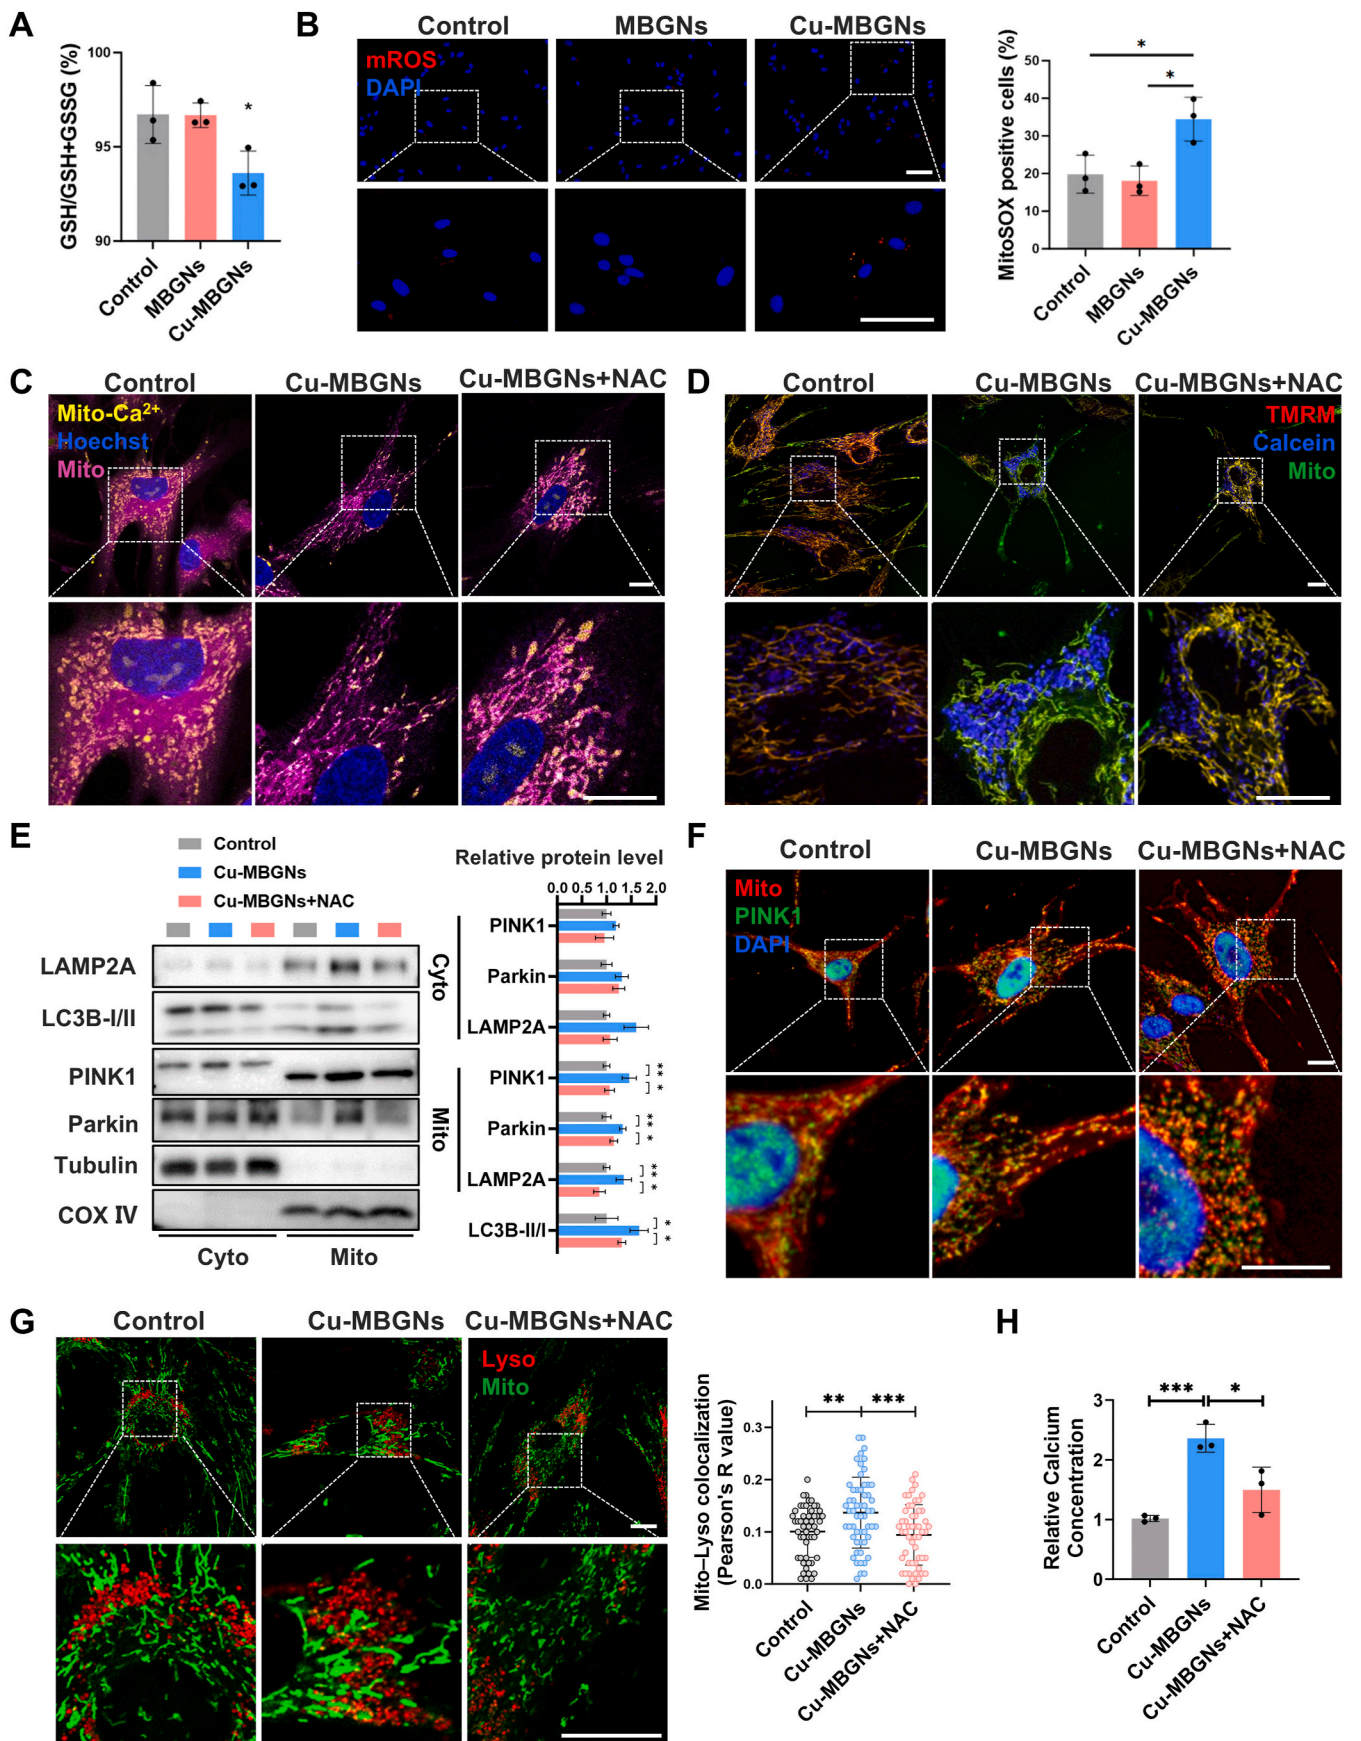 A
GSH/GSH+GSSG (%)
100
95
90
*
Control
MBGNs
Cu-MBGNs
B
Control
MBGNs
Cu-MBGNs
mROS
DAPI
MitoSOX positive cells (%)
50
40
30
20
10
0
*
*
Control
MBGNs
Cu-MBGNs
C
Control
Cu-MBGNs
Cu-MBGNs+NAC
Mito-Ca²⁺
Hoechst
Mito
D
Control
Cu-MBGNs
Cu-MBGNs+NAC
TMRM
Calcein
Mito
E
Control
Cu-MBGNs
Cu-MBGNs+NAC
LAMP2A
LC3B-I/II
PINK1
Parkin
Tubulin
COX IV
Cyto
Mito
Relative protein level
0.0 0.5 1.0 1.5 2.0
Cyto
PINK1
Parkin
LAMP2A
Mito
PINK1
**
*
Parkin
**
*
LAMP2A
**
**
LC3B-II/I
*
*
F
Control
Cu-MBGNs
Cu-MBGNs+NAC
Mito
PINK1
DAPI
G
Control
Cu-MBGNs
Cu-MBGNs+NAC
Lyso
Mito
Mito–Lyso colocalization
(Pearson's R value)
0.3
0.2
0.1
0.0
**
***
Control
Cu-MBGNs
Cu-MBGNs+NAC
H
Relative Calcium
Concentration
3
2
1
0
***
*
Control
Cu-MBGNs
Cu-MBGNs+NAC